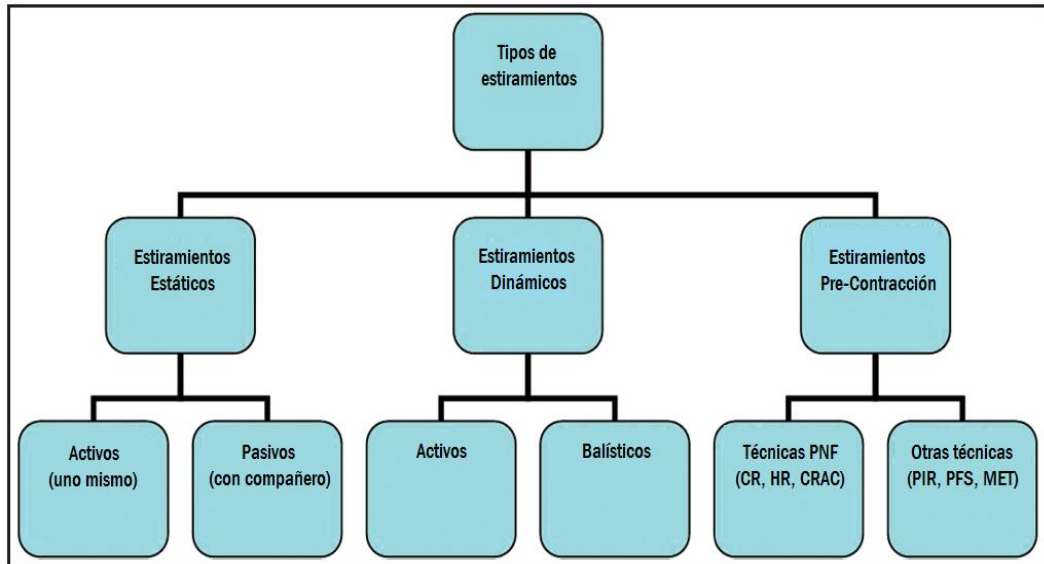 Tipos de
estiramientos
Estiramientos
Estáticos
Estiramientos
Dinámicos
Estiramientos
Pre-Contracción
Activos
(uno mismo)
Pasivos
(con compañero)
Activos
Balísticos
Técnicas PNF
(CR, HR, CRAC)
Otras técnicas
(PIR, PFS, MET)